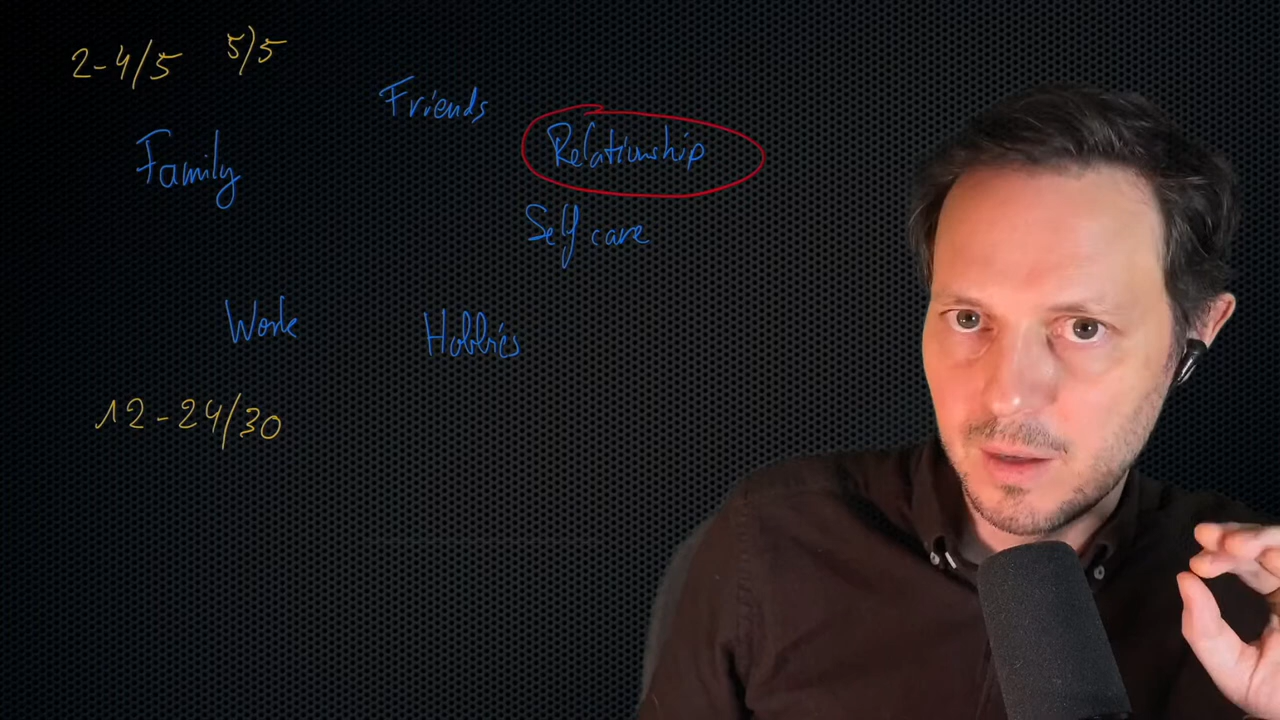 2-4/5 5/5
Friends
Relationship
Family
Self care
Work
Hobbies
12-24/30